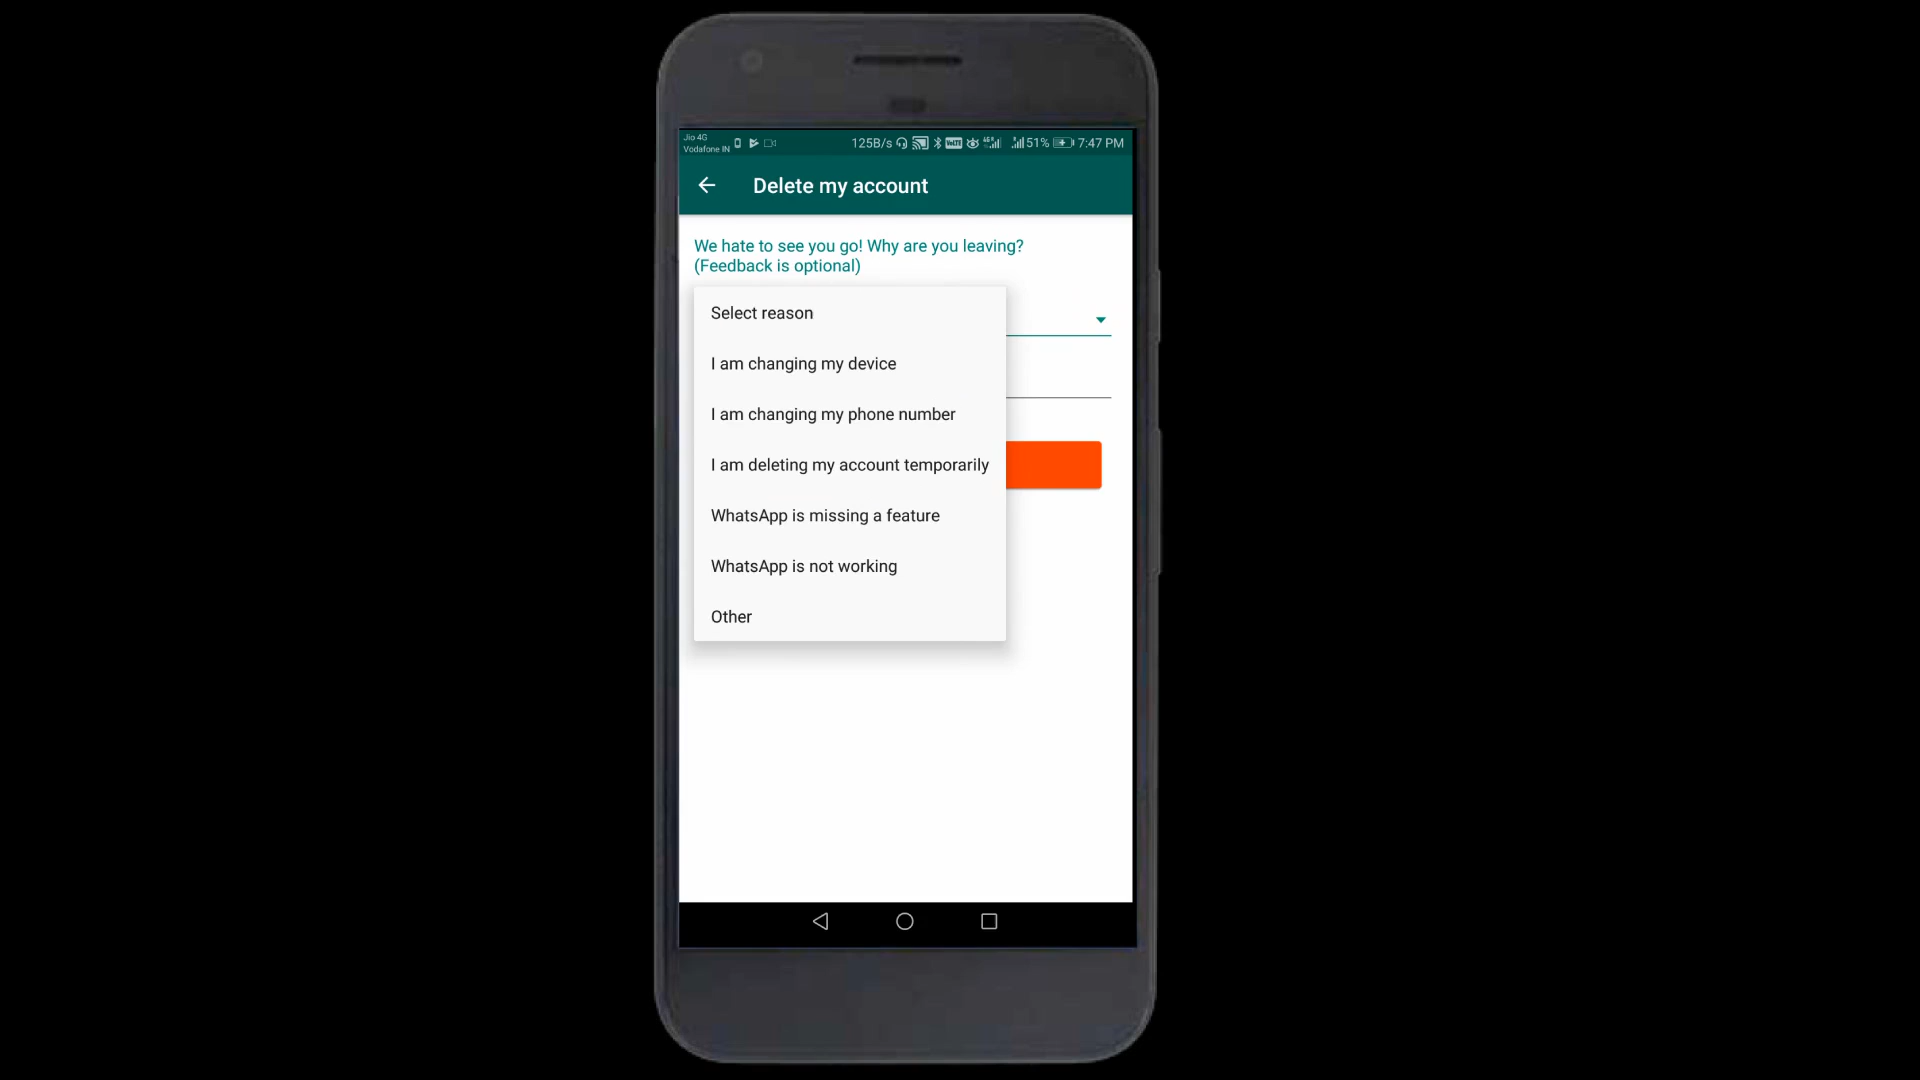 Jio 4G
Vodafone IN
125B/s 51% 7:47 PM
Delete my account
We hate to see you go! Why are you leaving?
(Feedback is optional)
Select reason
I am changing my device
I am changing my phone number
I am deleting my account temporarily
WhatsApp is missing a feature
WhatsApp is not working
Other